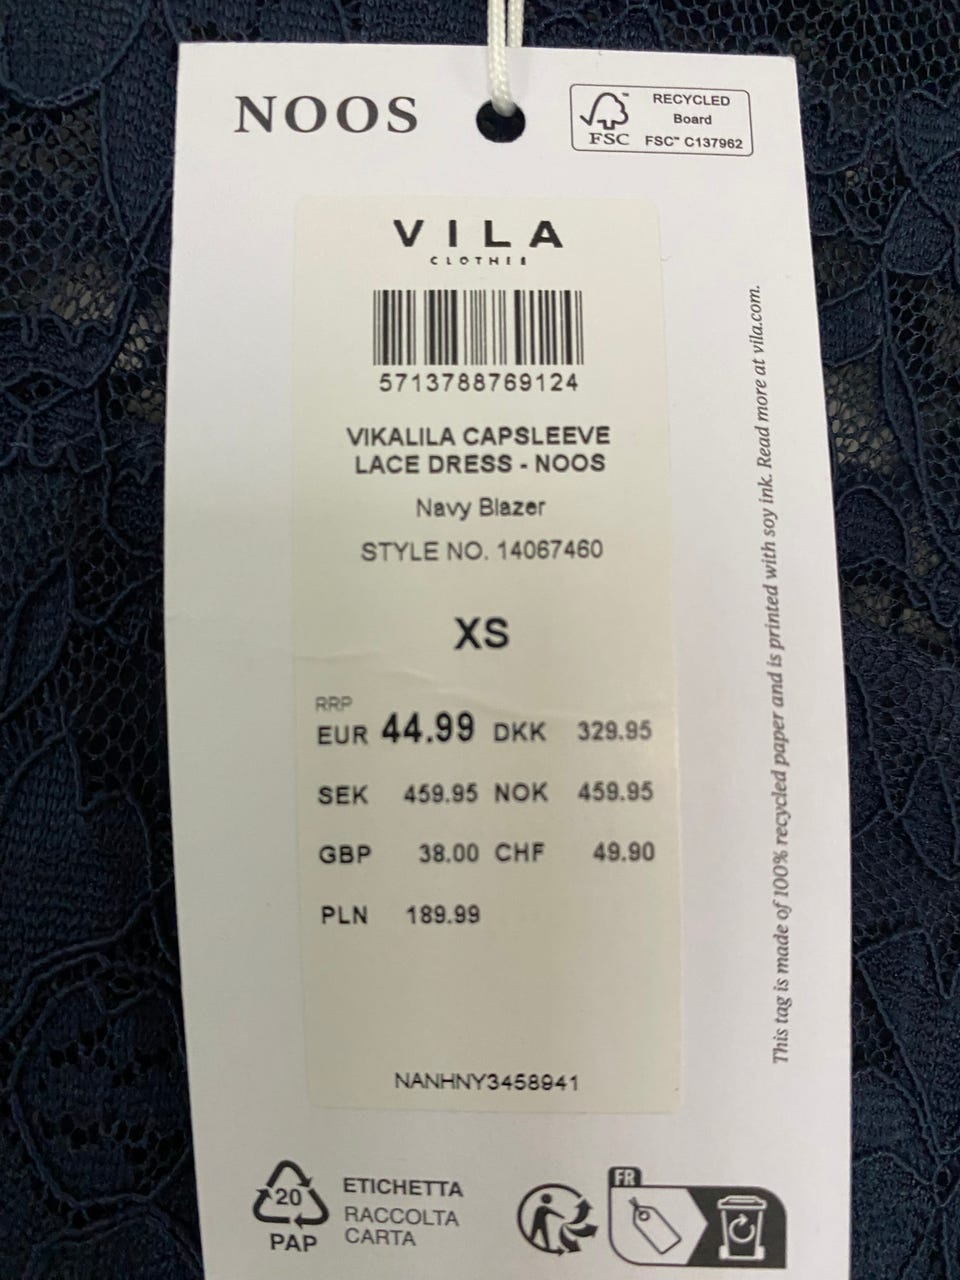 NOOS
FSC™
RECYCLED
Board
FSC™ C137962
VILA
CLOTHES
5713788769124
VIKALILA CAPSLEEVE
LACE DRESS - NOOS
Navy Blazer
STYLE NO. 14067460
XS
RRP
EUR 44.99 DKK 329.95
SEK 459.95 NOK 459.95
GBP 38.00 CHF 49.90
PLN 189.99
NANHNY3458941
This tag is made of 100% recycled paper and is printed with soy ink. Read more at vila.com.
20
PAP
ETICHETTA
RACCOLTA
CARTA
FR